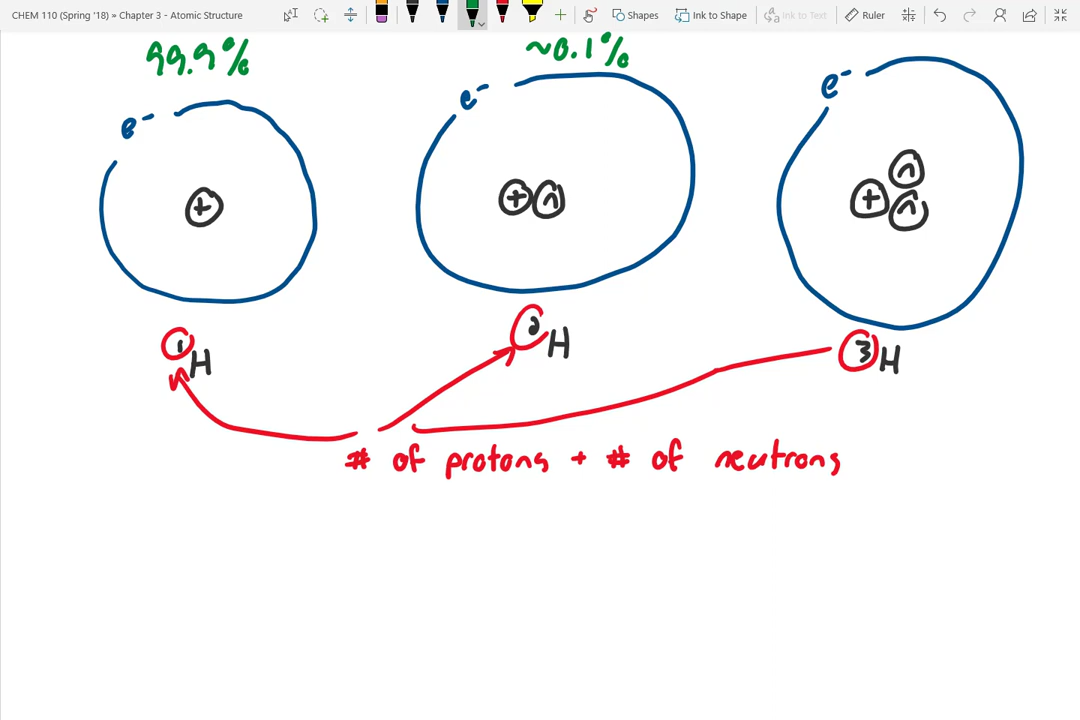 CHEM 110 (Spring '18) » Chapter 3 - Atomic Structure
Shapes
Ink to Shape
Ink to Text
Ruler
99.9%
~0.1%
e⁻
e⁻
e⁻
+
+ n
+ n n
¹H
²H
³H
# of protons + # of neutrons